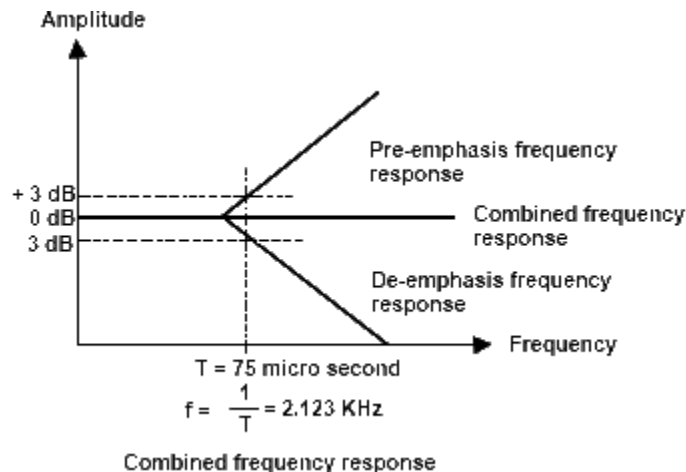 Amplitude
Pre-emphasis frequency
response
+ 3 dB
0 dB
3 dB
Combined frequency
response
De-emphasis frequency
response
Frequency
T = 75 micro second
f = 1/T = 2.123 KHz
Combined frequency response